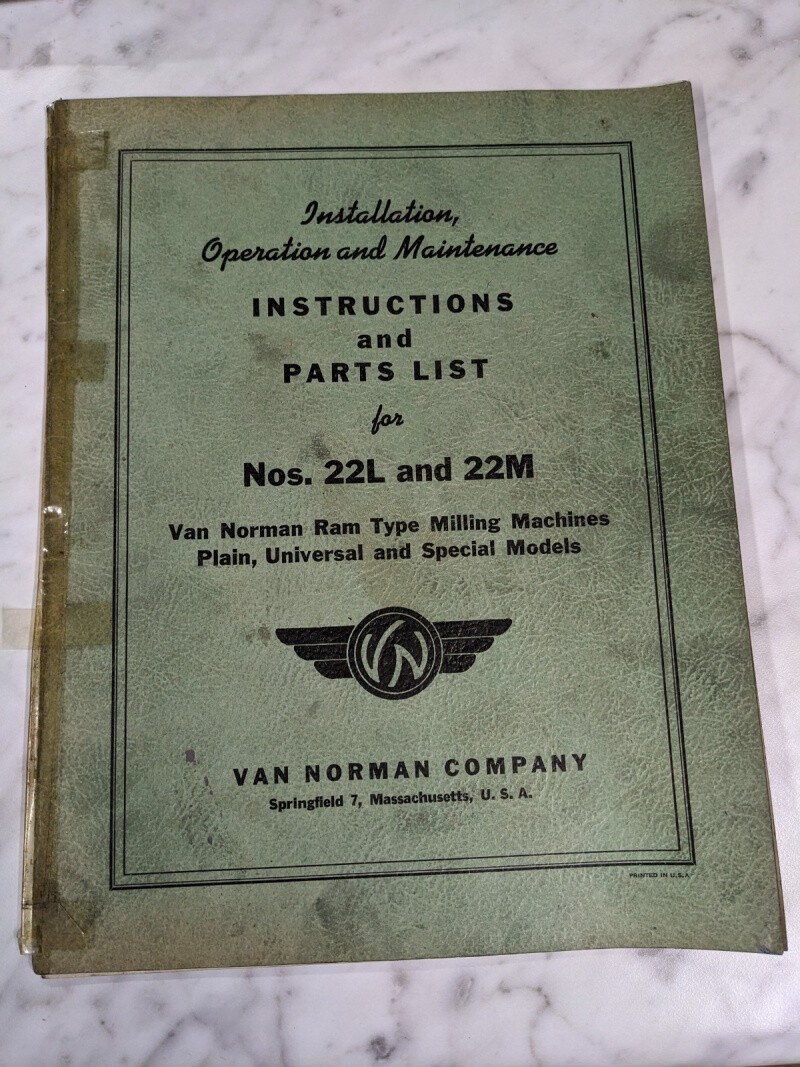 Installation,
Operation and Maintenance
INSTRUCTIONS
and
PARTS LIST
for
Nos. 22L and 22M
Van Norman Ram Type Milling Machines
Plain, Universal and Special Models
VN
VAN NORMAN COMPANY
Springfield 7, Massachusetts, U. S. A.
PRINTED IN U.S.A